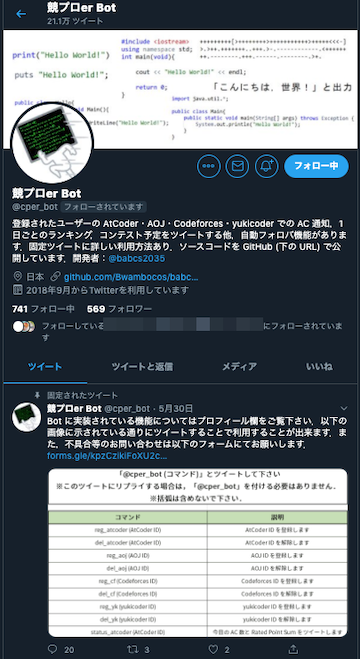 競プロer Bot
21.1万 ツイート
print("Hello World!")
puts "Hello World!"
#include <iostream>
using namespace std;
int main(void){
cout << "Hello World!" << endl;
return 0;
}
「こんにちは，世界！」と出力
import java.util.*;
public class Main{
public static void main(String[] args) throws Exception {
System.out.println("Hello World!");
フォロー中
競プロer Bot
@cper_bot フォローされています
登録されたユーザーの AtCoder・AOJ・Codeforces・yukicoder での AC 通知，1
日ごとのランキング，コンテスト予定をツイートする他，自動フォロバ機能がありま
す．固定ツイートに詳しい利用方法あり．ソースコードを GitHub (下の URL) で公
開しています．開発者：@babcs2035
日本 github.com/Bwambocos/babc…
2018年9月からTwitterを利用しています
741 フォロー中 569 フォロワー
フォローしている
にフォローされています
ツイート ツイートと返信 メディア いいね
固定されたツイート
競プロer Bot @cper_bot・5月30日
Bot に実装されている機能についてはプロフィール欄をご覧下さい．以下の
画像に示されている通りにツイートすることで利用することが出来ます．ま
た，不具合等のお問い合わせは以下のフォームにてお願いします．
forms.gle/kpzCzikiFoXU2c…
「@cper_bot (コマンド)」とツイートして下さい
※このツイートにリプライする場合は，「@cper_bot」を付ける必要はありません．
※括弧は含めないで下さい．
コマンド 説明
reg_atcoder (AtCoder ID) AtCoder ID を登録します
del_atcoder (AtCoder ID) AtCoder ID を解除します
reg_aoj (AOJ ID) AOJ ID を登録します
del_aoj (AOJ ID) AOJ ID を解除します
reg_cf (Codeforces ID) Codeforces ID を登録します
del_cf (Codeforces ID) Codeforces ID を解除します
reg_yk (yukicoder ID) yukicoder ID を登録します
del_yk (yukicoder ID) yukicoder ID を解除します
status_atcoder (AtCoder ID) 今日の AC 数と Rated Point Sum をツイートします
20 3 2